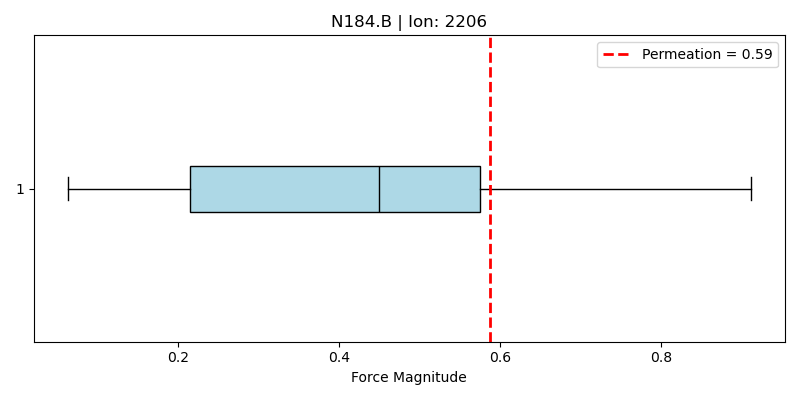 N184.B | Ion: 2206
Permeation = 0.59
1
0.2 0.4 0.6 0.8
Force Magnitude